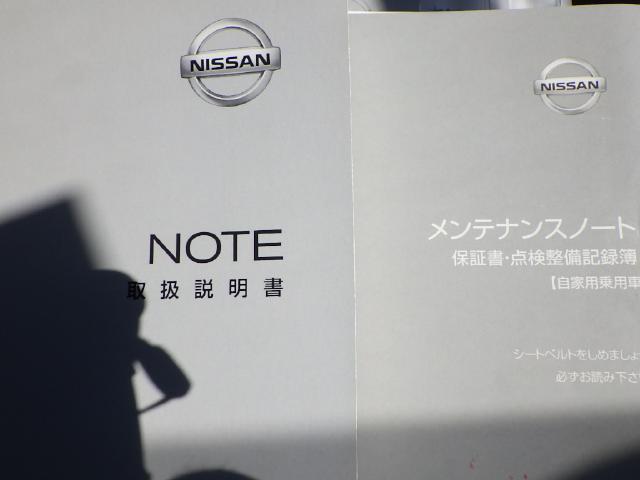 NISSAN
NOTE
取扱説明書
NISSAN
メンテナンスノート
保証書・点検整備記録簿
【自家用乗用車
シートベルトをしめましょ
必ずお読み下さ